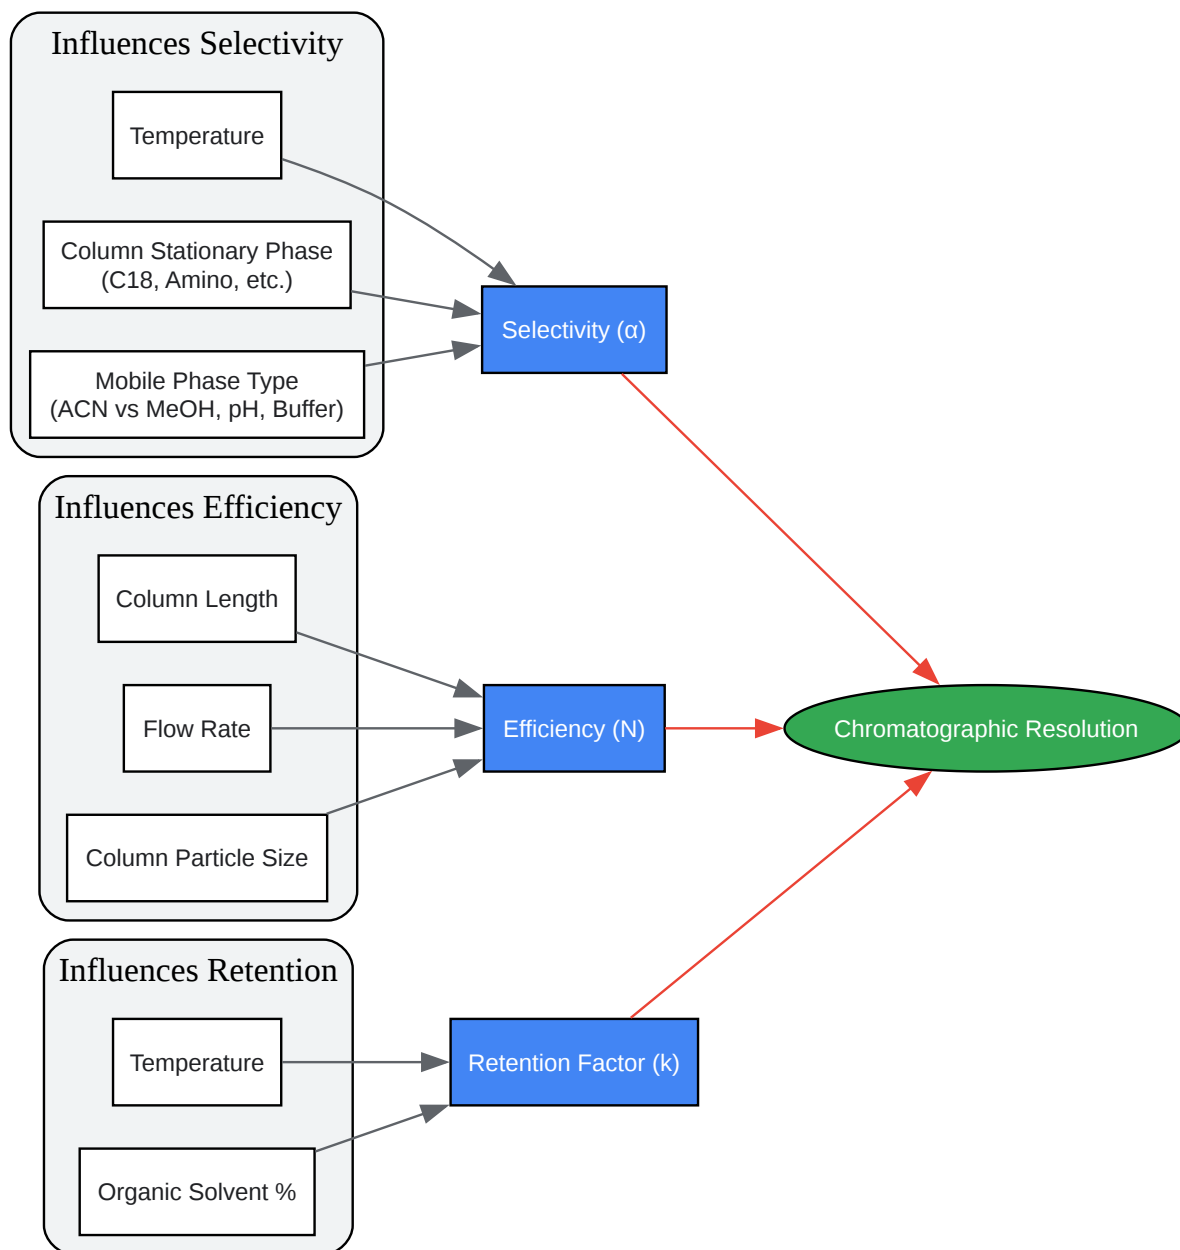 Influences Selectivity
Temperature
Column Stationary Phase
(C18, Amino, etc.)
Mobile Phase Type
(ACN vs MeOH, pH, Buffer)
Selectivity (α)
Influences Efficiency
Column Length
Flow Rate
Column Particle Size
Efficiency (N)
Chromatographic Resolution
Influences Retention
Temperature
Organic Solvent %
Retention Factor (k)